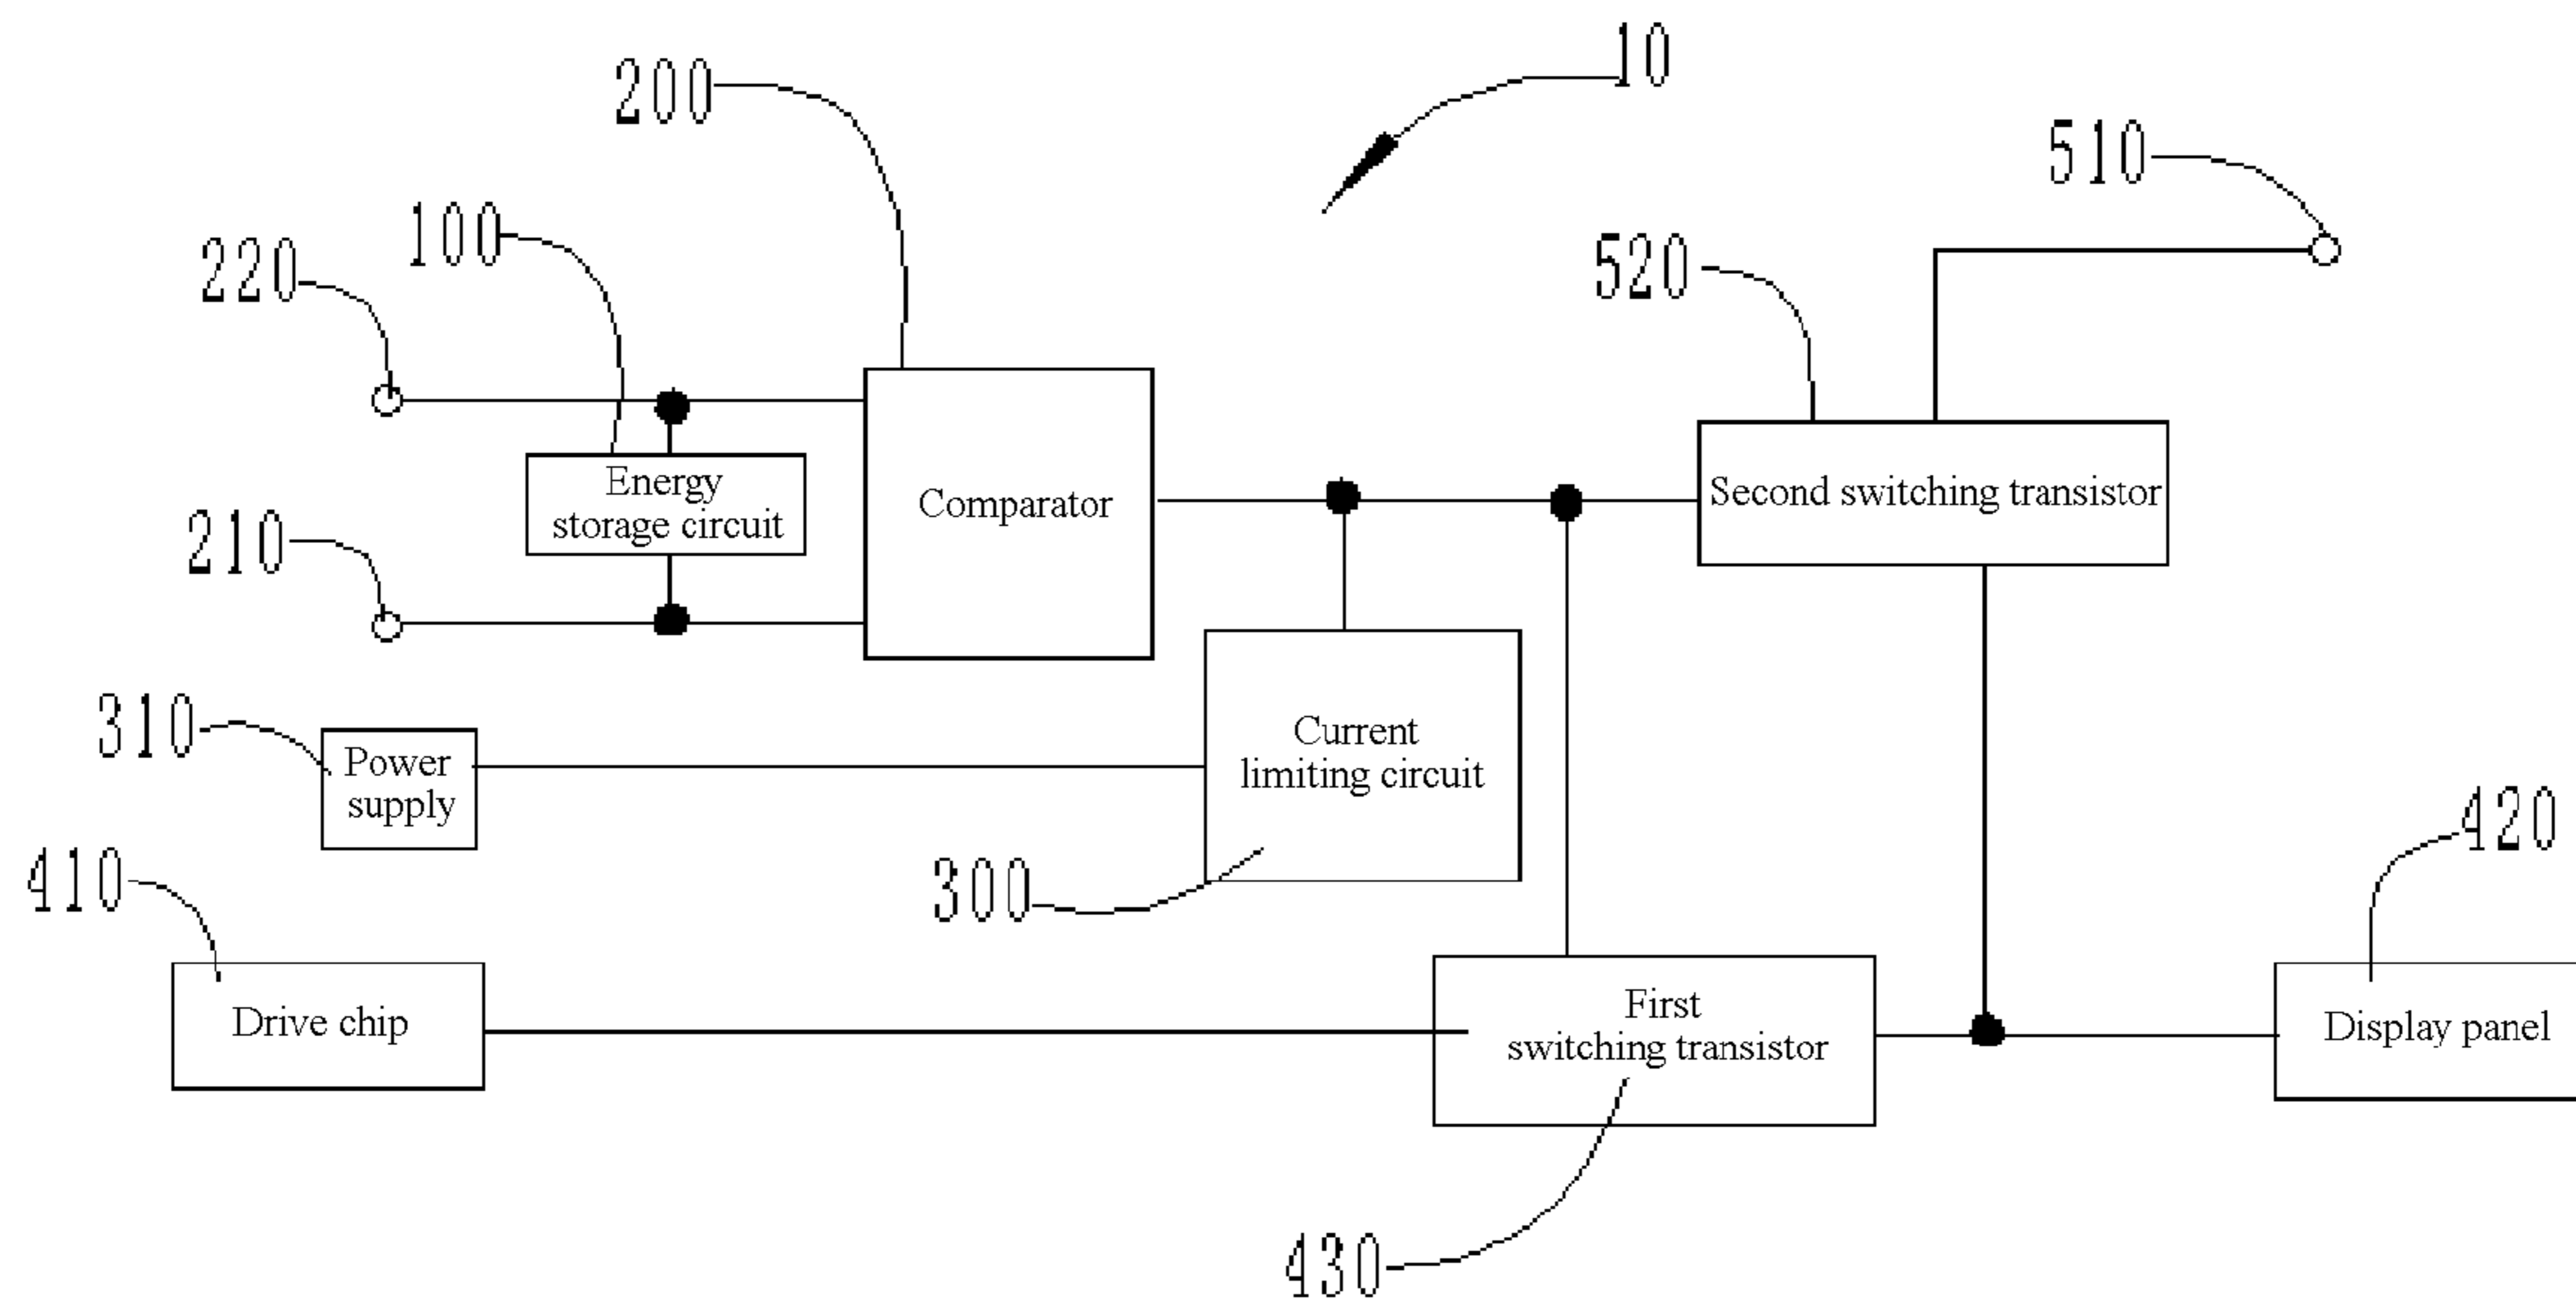 10
200
510
100
220
520
Energy
storage circuit
Comparator
Second switching transistor
210
310
Power
supply
Current
limiting circuit
420
410
300
Drive chip
First
switching transistor
Display panel
430